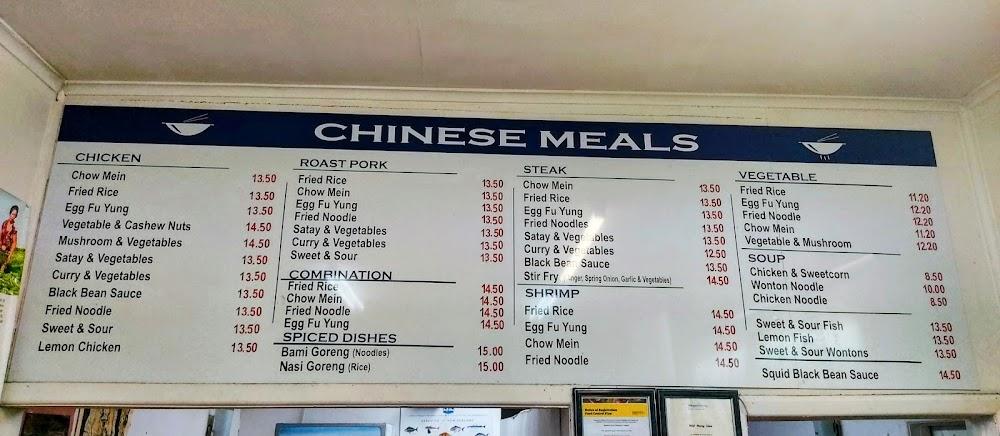 CHINESE MEALS
CHICKEN
Chow Mein 13.50
Fried Rice 13.50
Egg Fu Yung 13.50
Vegetable & Cashew Nuts 14.50
Mushroom & Vegetables 14.50
Satay & Vegetables 13.50
Curry & Vegetables 13.50
Black Bean Sauce 13.50
Fried Noodle 13.50
Sweet & Sour 13.50
Lemon Chicken 13.50
ROAST PORK
Fried Rice 13.50
Chow Mein 13.50
Egg Fu Yung 13.50
Fried Noodle 13.50
Satay & Vegetables 13.50
Curry & Vegetables 13.50
Sweet & Sour 13.50
COMBINATION
Fried Rice 14.50
Chow Mein 14.50
Fried Noodle 14.50
Egg Fu Yung 14.50
SPICED DISHES
Bami Goreng (Noodles) 15.00
Nasi Goreng (Rice) 15.00
STEAK
Chow Mein 13.50
Fried Rice 13.50
Egg Fu Yung 13.50
Fried Noodles 13.50
Satay & Vegetables 13.50
Curry & Vegetables 12.50
Black Bean Sauce 13.50
Stir Fry (Ginger, Spring Onion, Garlic & Vegetables) 14.50
SHRIMP
Fried Rice 14.50
Egg Fu Yung 14.50
Chow Mein 14.50
Fried Noodle 14.50
VEGETABLE
Fried Rice 11.20
Egg Fu Yung 12.20
Fried Noodle 12.20
Chow Mein 11.20
Vegetable & Mushroom 12.20
SOUP
Chicken & Sweetcorn 8.50
Wonton Noodle 10.00
Chicken Noodle 8.50
Sweet & Sour Fish 13.50
Lemon Fish 13.50
Sweet & Sour Wontons 13.50
Squid Black Bean Sauce 14.50